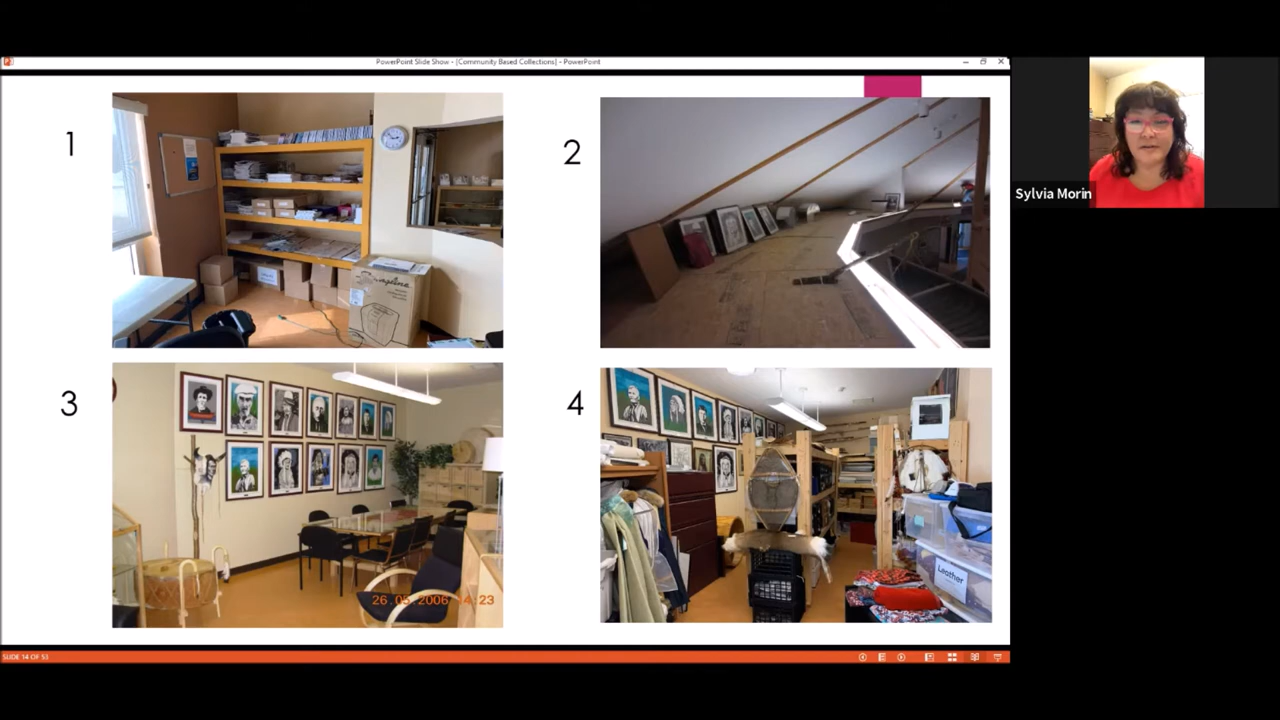 PowerPoint Slide Show - [Community Based Collections] - PowerPoint
1
2
Sylvia Morin
3
4
26.05.2006 14:23
Leather
SLIDE 14 OF 53